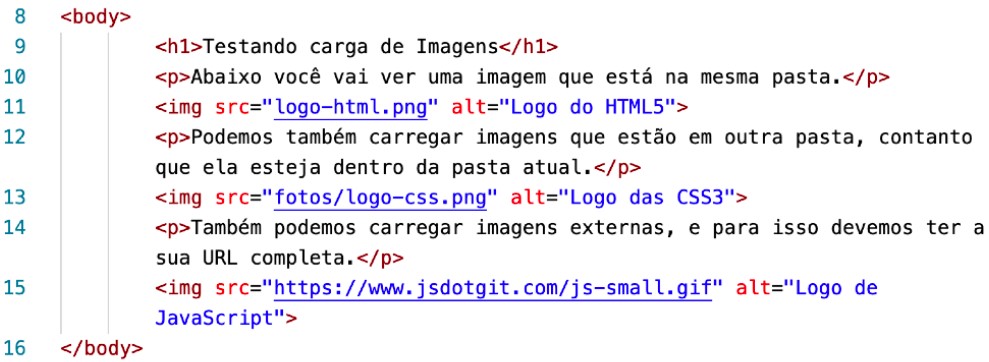 8 <body>
9 <h1>Testando carga de Imagens</h1>
10 <p>Abaixo você vai ver uma imagem que está na mesma pasta.</p>
11 <img src="logo-html.png" alt="Logo do HTML5">
12 <p>Podemos também carregar imagens que estão em outra pasta, contanto
que ela esteja dentro da pasta atual.</p>
13 <img src="fotos/logo-css.png" alt="Logo das CSS3">
14 <p>Também podemos carregar imagens externas, e para isso devemos ter a
sua URL completa.</p>
15 <img src="https://www.jsdotgit.com/js-small.gif" alt="Logo de
JavaScript">
16 </body>